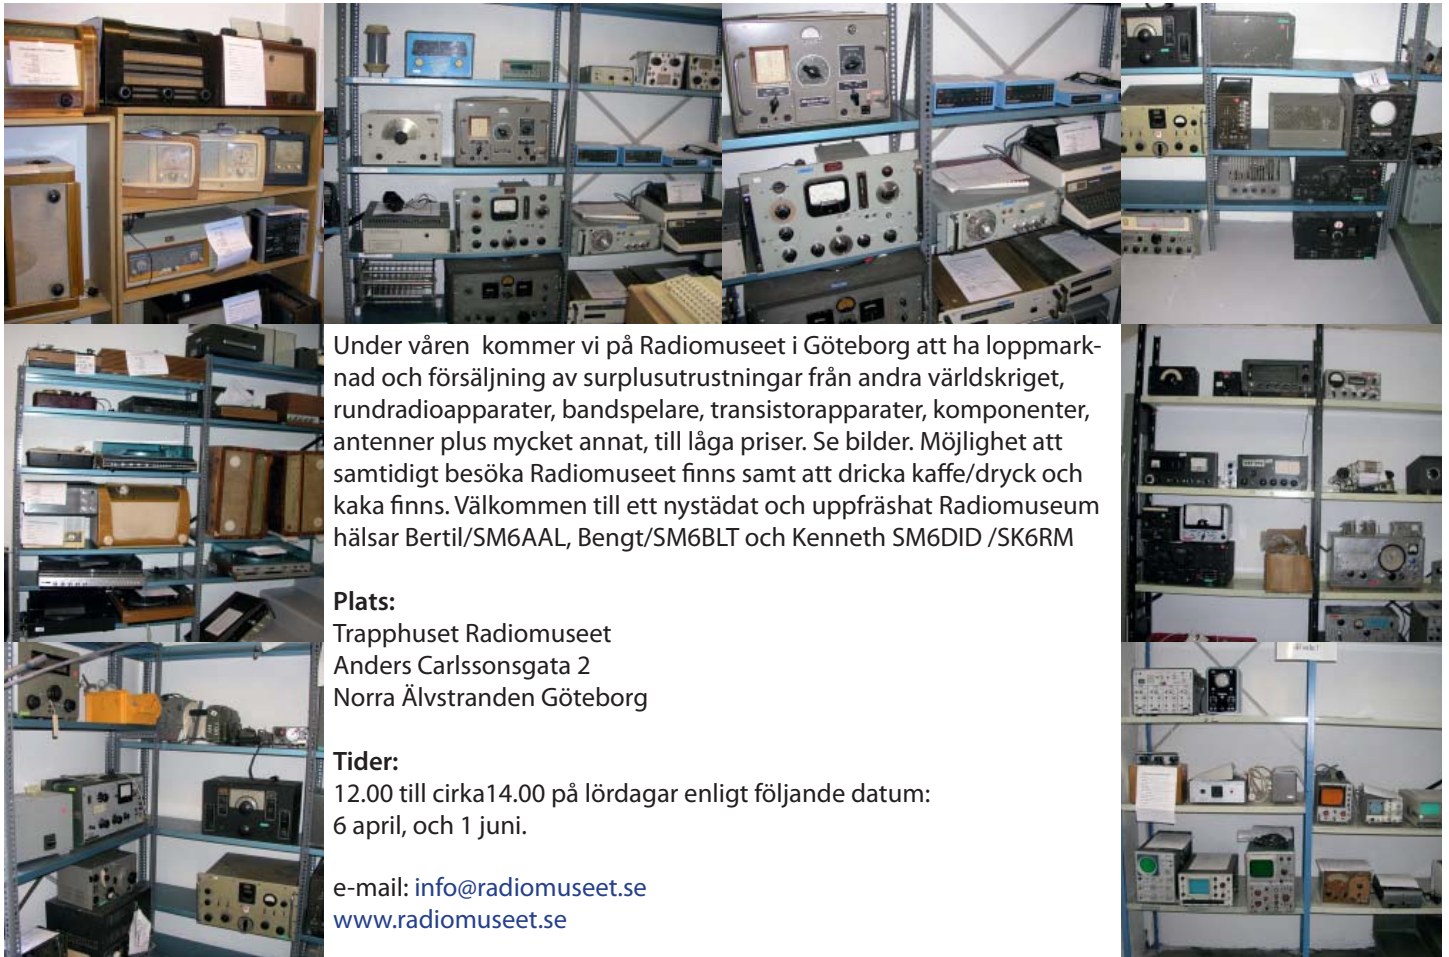 Under våren  kommer vi på Radiomuseet i Göteborg att ha loppmark-
nad och försäljning av surplusutrustningar från andra världskriget,
rundradioapparater, bandspelare, transistorapparater, komponenter,
antenner plus mycket annat, till låga priser. Se bilder. Möjlighet att
samtidigt besöka Radiomuseet finns samt att dricka kaffe/dryck och
kaka finns. Välkommen till ett nystädat och uppfräshat Radiomuseum
hälsar Bertil/SM6AAL, Bengt/SM6BLT och Kenneth SM6DID /SK6RM
Plats:
Trapphuset Radiomuseet
Anders Carlssonsgata 2
Norra Älvstranden Göteborg
Tider:
12.00 till cirka14.00 på lördagar enligt följande datum:
6 april, och 1 juni.
e-mail: info@radiomuseet.se
www.radiomuseet.se